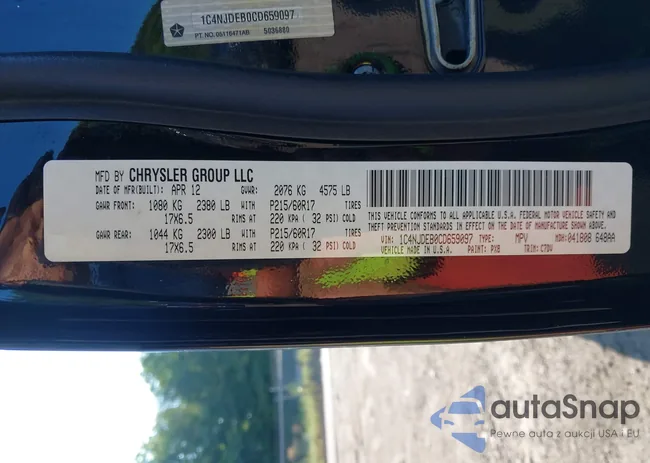 1C4NJDEB0CD659097
PT. NO. 05116471AB 5036880
MFD BY CHRYSLER GROUP LLC
DATE OF MFR(BUILT): APR 12 GVWR: 2076 KG 4575 LB
GAWR FRONT: 1080 KG 2380 LB WITH P215/60R17 TIRES
17X6.5 RIMS AT 220 KPA ( 32 PSI) COLD
GAWR REAR: 1044 KG 2300 LB WITH P215/60R17 TIRES
17X6.5 RIMS AT 220 KPA ( 32 PSI) COLD
THIS VEHICLE CONFORMS TO ALL APPLICABLE U.S.A. FEDERAL MOTOR VEHICLE SAFETY AND
THEFT PREVENTION STANDARDS IN EFFECT ON THE DATE OF MANUFACTURE SHOWN ABOVE.
VIN: 1C4NJDEB0CD659097 TYPE: MPV MDH: 041808 648AA
VEHICLE MADE IN U.S.A. PAINT: PX8 TRIM: C7DV
autoSnap
Pewne auta z aukcji USA i EU